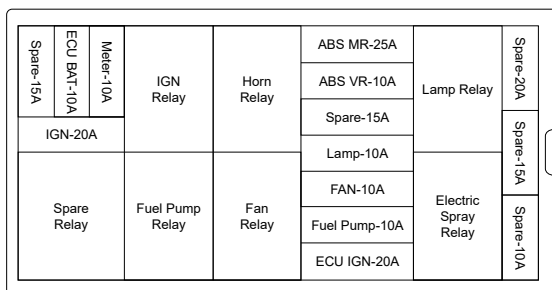 Spare-15A
ECU BAT-10A
Meter-10A
IGN-20A
IGN
Relay
Horn
Relay
ABS MR-25A
ABS VR-10A
Spare-15A
Lamp-10A
FAN-10A
Fuel Pump-10A
ECU IGN-20A
Lamp Relay
Spare-20A
Spare-15A
Spare-10A
Spare
Relay
Fuel Pump
Relay
Fan
Relay
Electric
Spray
Relay